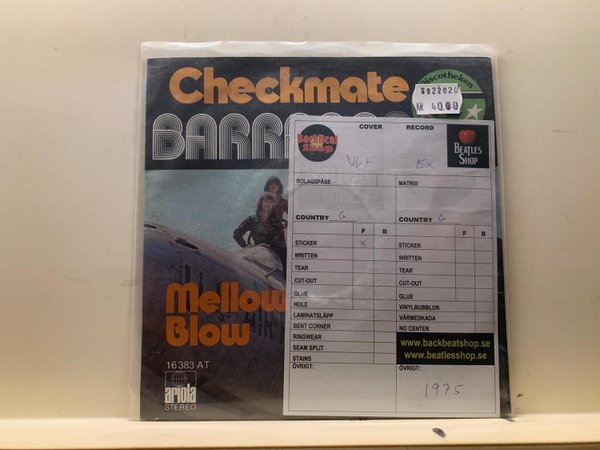 Checkmate
Discotheken
8022020
KR 40.00
BARR
COVER RECORD
BackBeat
Shop
BEATLES
SHOP
VG+ EX
BOLAGSPÅSE MATRIX:
COUNTRY G COUNTRY G
F B F B
STICKER X STICKER
WRITTEN WRITTEN
TEAR TEAR
CUT-OUT CUT-OUT
GLUE GLUE
HOLE VINYLBUBBLOR
LAMINATSLÄPP VÄRMESKADA
BENT CORNER NO CENTER
RINGWEAR
SEAM SPLIT
STAINS
www.backbeatshop.se
www.beatlesshop.se
ÖVRIGT: ÖVRIGT:
1975
Mellow
Blow
AIR
16 383 AT
ariola
STEREO